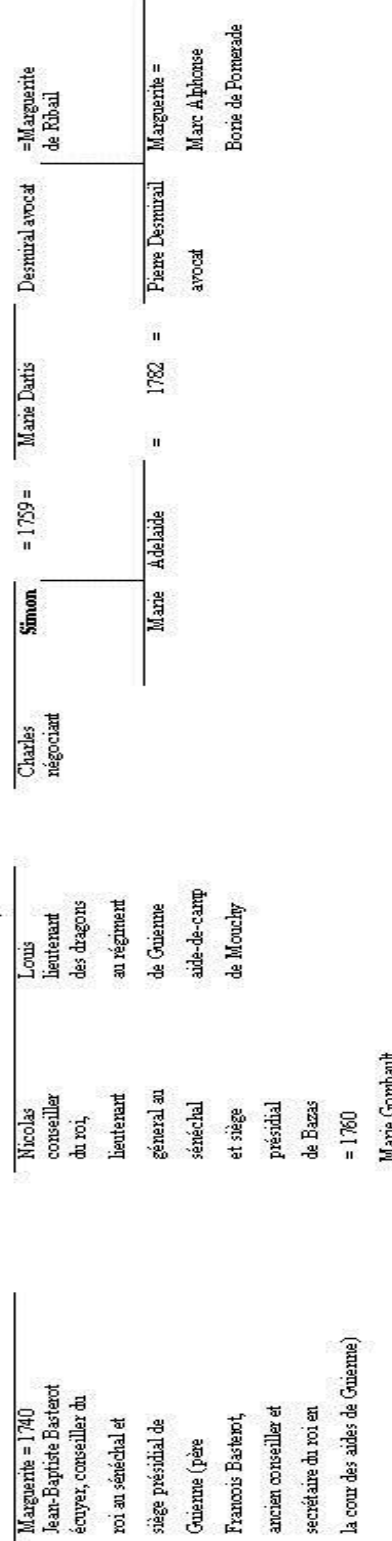 Marguerite = 1740
Jean-Baptiste Basterot
écuyer, conseiller du
roi au sénéchal et
siège présidial de
Guienne (père
Francois Basterot,
ancien conseiller et
secrétaire du roi en
la cour des aides de Guienne)
Nicolas
conseiller
du roi,
lieutenant
géneral au
sénéchal
et siège
présidial
de Bazas
= 1760
Marie Gombault
Louis
lieutenant
des dragons
au régiment
de Guienne
aide-de-camp
de Mouchy
Charles
négociant
Simon
= 1759 =
Marie Dartis
Desmiral avocat
=Marguerite
de Ribail
Marie
Adelaide
= 1782 =
Pierre Desmirail
avocat
Marguerite =
Marc Alphonse
Borie de Pomerade